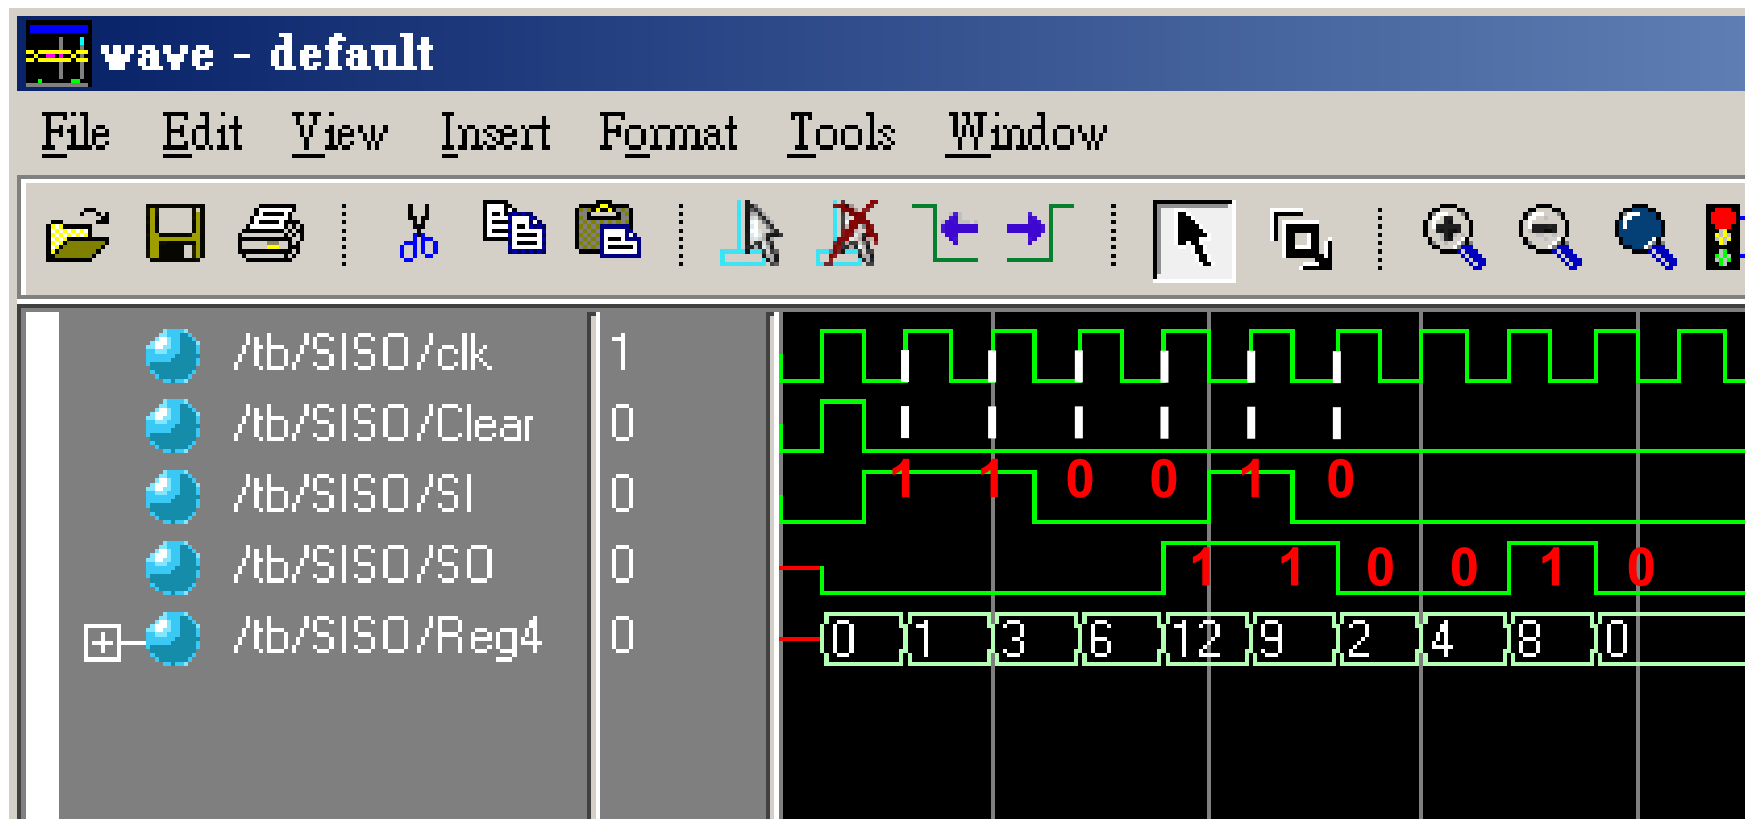 wave - default
File Edit View Insert Format Tools Window
/tb/SISO/clk 1
/tb/SISO/Clear 0
/tb/SISO/SI 0 1 1 0 0 1 0
/tb/SISO/SO 0 1 1 0 0 1 0
/tb/SISO/Reg4 0 0 1 3 6 12 9 2 4 8 0